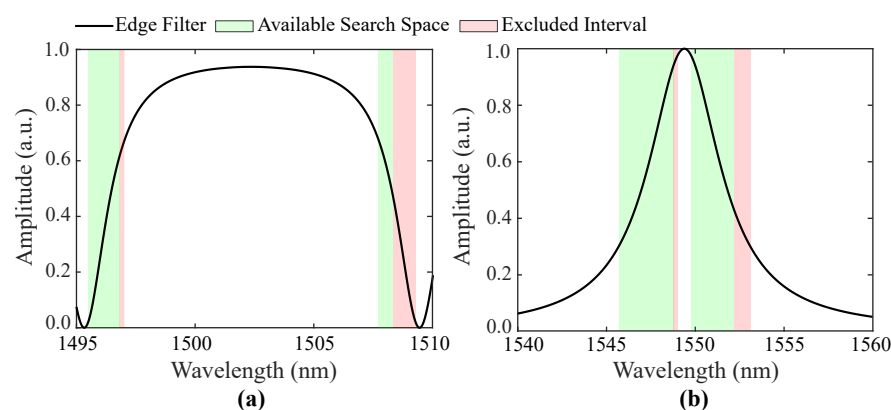 Edge Filter Available Search Space Excluded Interval
Amplitude (a.u.)
1.0
0.8
0.6
0.4
0.2
0.0
1495 1500 1505 1510
Wavelength (nm)
(a)
Amplitude (a.u.)
1.0
0.8
0.6
0.4
0.2
0.0
1540 1545 1550 1555 1560
Wavelength (nm)
(b)